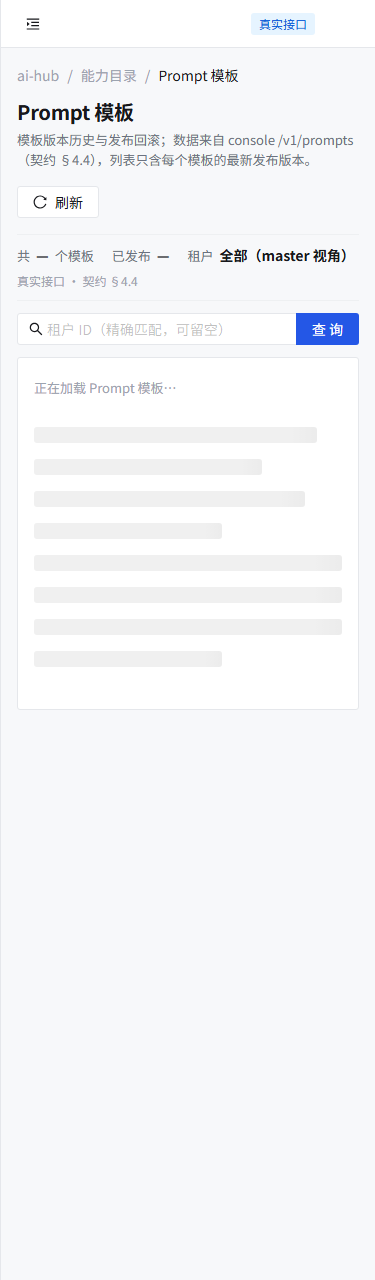 真实接口
ai-hub / 能力目录 / Prompt 模板
Prompt 模板
模板版本历史与发布回滚；数据来自 console /v1/prompts
（契约 §4.4），列表只含每个模板的最新发布版本。
刷新
共 — 个模板 已发布 — 租户 全部（master 视角）
真实接口 · 契约 §4.4
租户 ID（精确匹配，可留空） 查 询
正在加载 Prompt 模板…